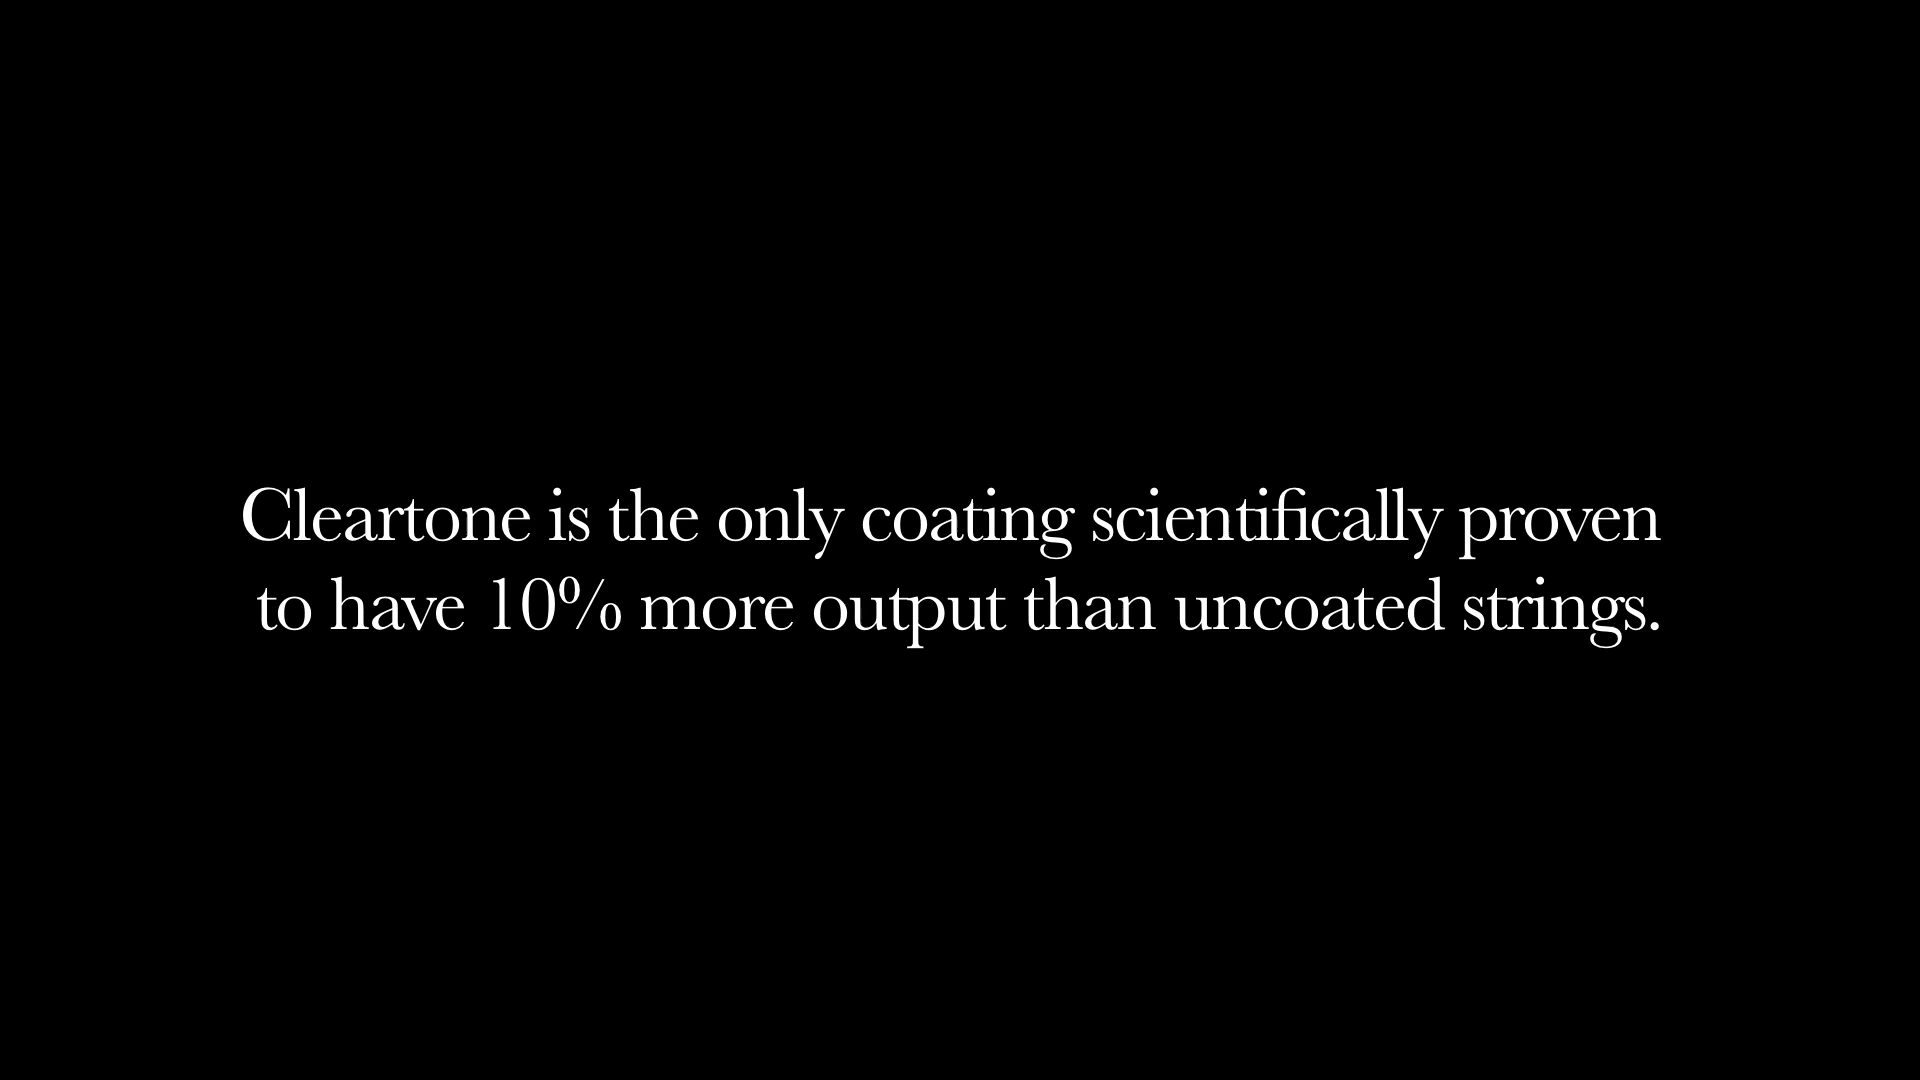 Cleartone is the only coating scientifically proven
to have 10% more output than uncoated strings.